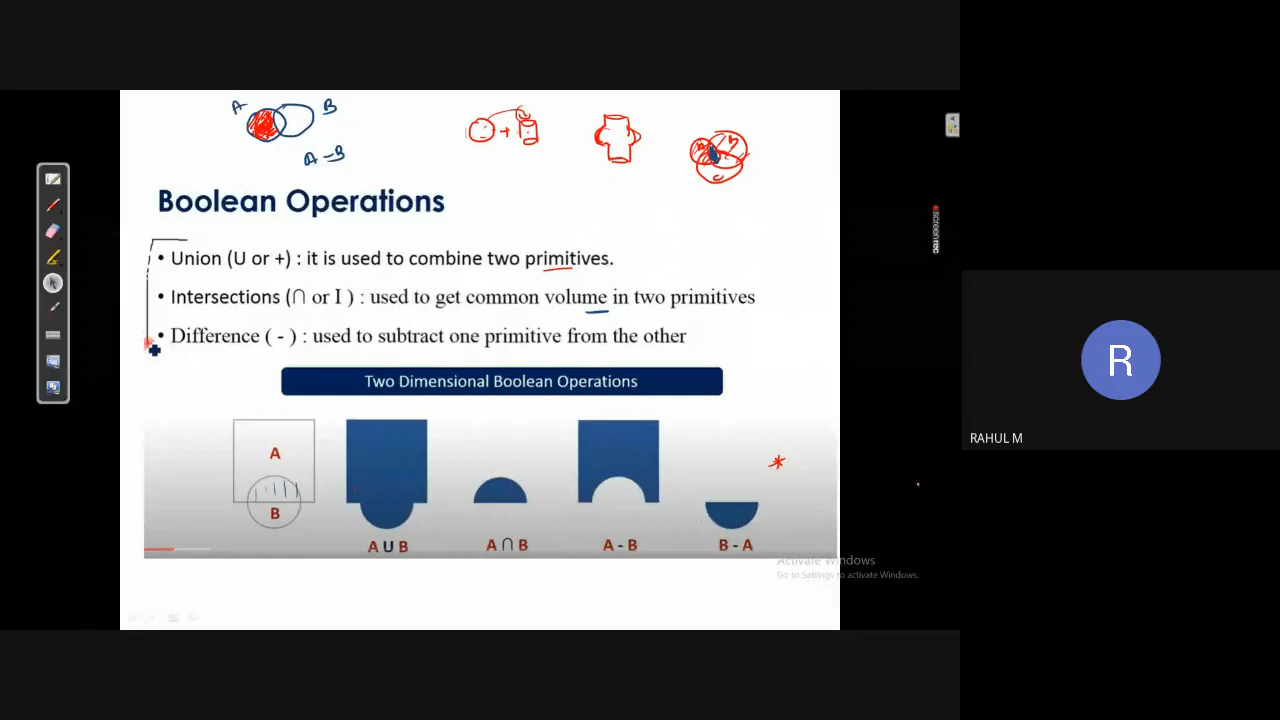 A B
A - B
+
B
C
Boolean Operations
• Union (U or +) : it is used to combine two primitives.
• Intersections (∩ or I ) : used to get common volume in two primitives
• Difference ( - ) : used to subtract one primitive from the other
Two Dimensional Boolean Operations
A
B
A U B A ∩ B A - B B - A
Activate Windows
Go to Settings to activate Windows.
screenrec
R
RAHUL M